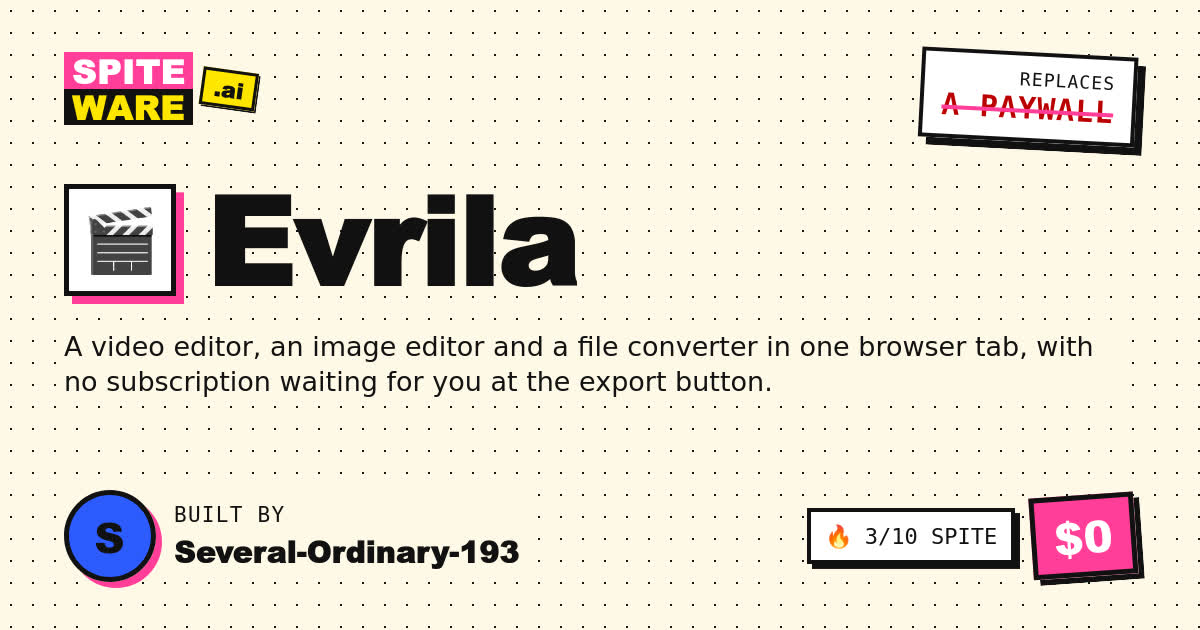 SPITE
WARE
.ai
REPLACES
A PAYWALL
Evrila
A video editor, an image editor and a file converter in one browser tab, with
no subscription waiting for you at the export button.
S
BUILT BY
Several-Ordinary-193
🔥 3/10 SPITE
$0